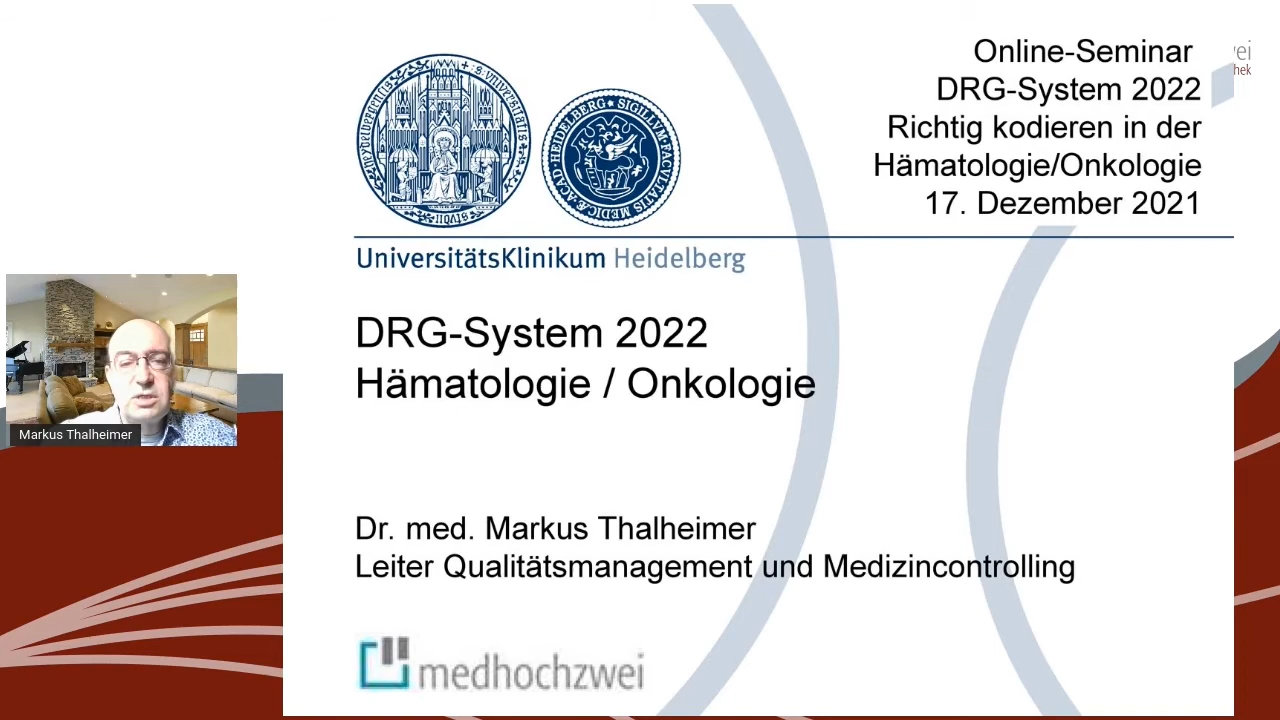 Online-Seminar
DRG-System 2022
Richtig kodieren in der
Hämatologie/Onkologie
17. Dezember 2021
UniversitätsKlinikum Heidelberg
DRG-System 2022
Hämatologie / Onkologie
Markus Thalheimer
Dr. med. Markus Thalheimer
Leiter Qualitätsmanagement und Medizincontrolling
medhochzwei